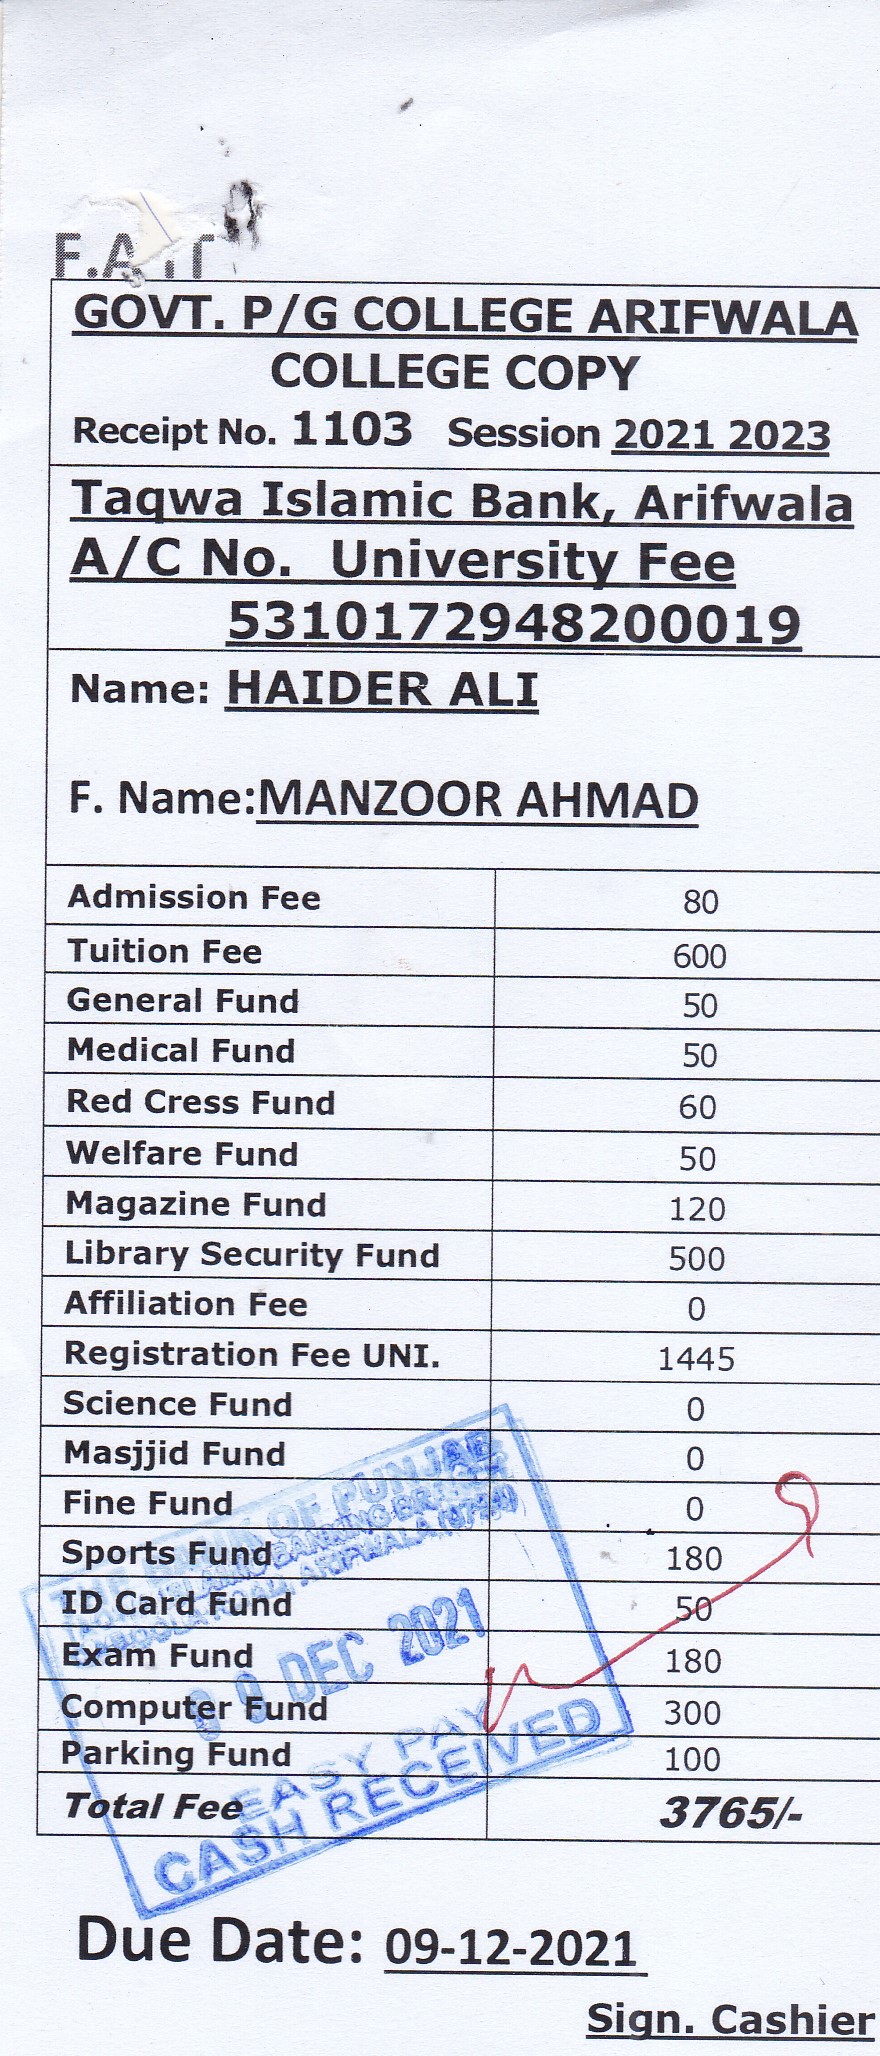 GOVT. P/G COLLEGE ARIFWALA
COLLEGE COPY
Receipt No. 1103 Session 2021 2023
Taqwa Islamic Bank, Arifwala
A/C No. University Fee
5310172948200019
Name: HAIDER ALI
F. Name:MANZOOR AHMAD
Admission Fee 80
Tuition Fee 600
General Fund 50
Medical Fund 50
Red Cress Fund 60
Welfare Fund 50
Magazine Fund 120
Library Security Fund 500
Affiliation Fee 0
Registration Fee UNI. 1445
Science Fund 0
Masjjid Fund 0
Fine Fund 0
Sports Fund 180
ID Card Fund 50
Exam Fund 180
Computer Fund 300
Parking Fund 100
Total Fee 3765/-
THE BANK OF PUNJAB
ISLAMIC BANKING BRANCH
ROAD, ARIFWALA
DEC 2021
EASY PAY
CASH RECEIVED
Due Date: 09-12-2021
Sign. Cashier